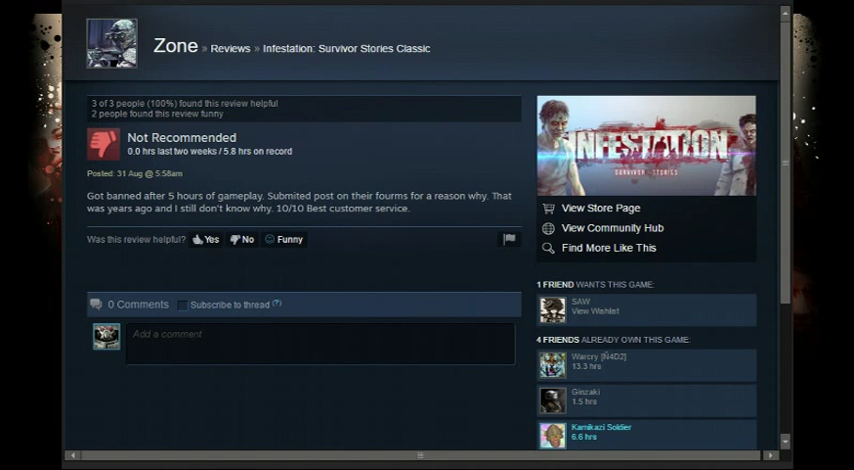 Zone » Reviews » Infestation: Survivor Stories Classic
3 of 3 people (100%) found this review helpful
2 people found this review funny
Not Recommended
0.0 hrs last two weeks / 5.8 hrs on record
Posted: 31 Aug @ 5:58am
Got banned after 5 hours of gameplay. Submited post on their fourms for a reason why. That
was years ago and I still don't know why. 10/10 Best customer service.
Was this review helpful? Yes No Funny
0 Comments Subscribe to thread (?)
Add a comment
INFESTATION
SURVIVOR STORIES
View Store Page
View Community Hub
Find More Like This
1 FRIEND WANTS THIS GAME:
SAW
View Wishlist
4 FRIENDS ALREADY OWN THIS GAME:
Warcry [Ñ4D2]
13.3 hrs
Ginzaki
1.5 hrs
Kamikazi Soldier
6.6 hrs